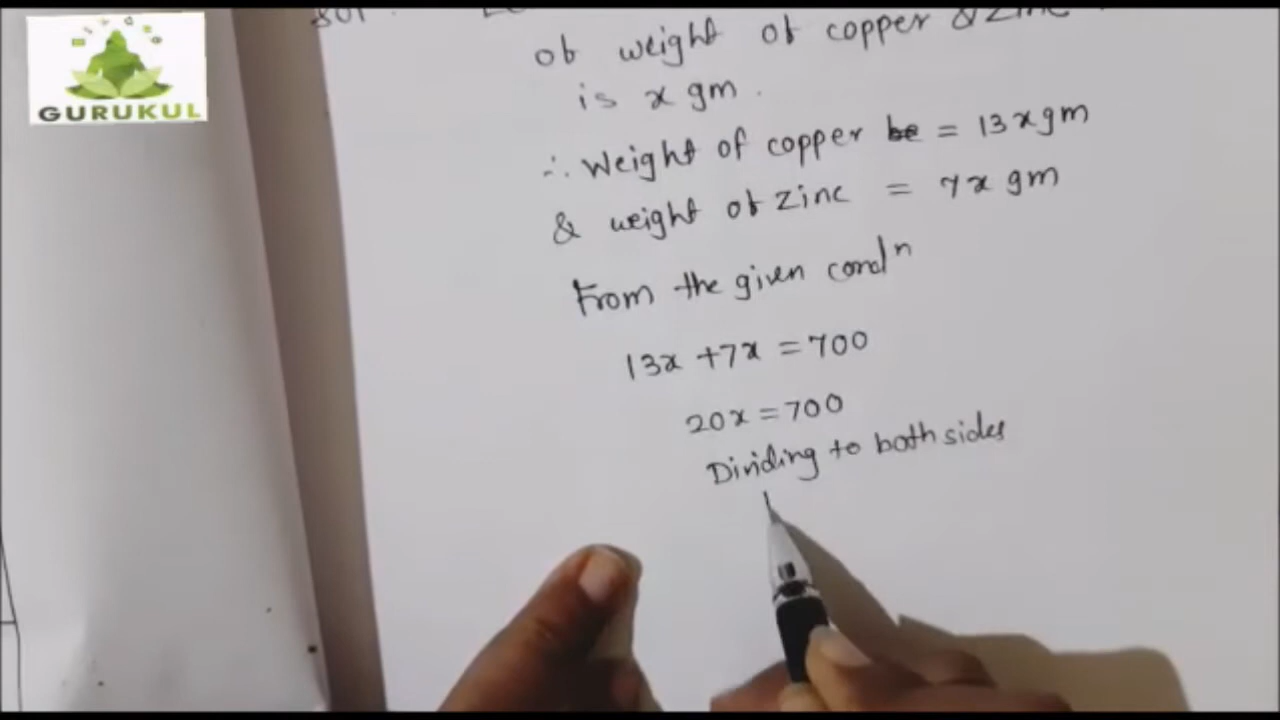 GURUKUL
Sol
of weight of copper & zinc
is x gm.
∴ Weight of copper be = 13x gm
& weight of zinc = 7x gm
From the given condⁿ
13x + 7x = 700
20x = 700
Dividing to both sides